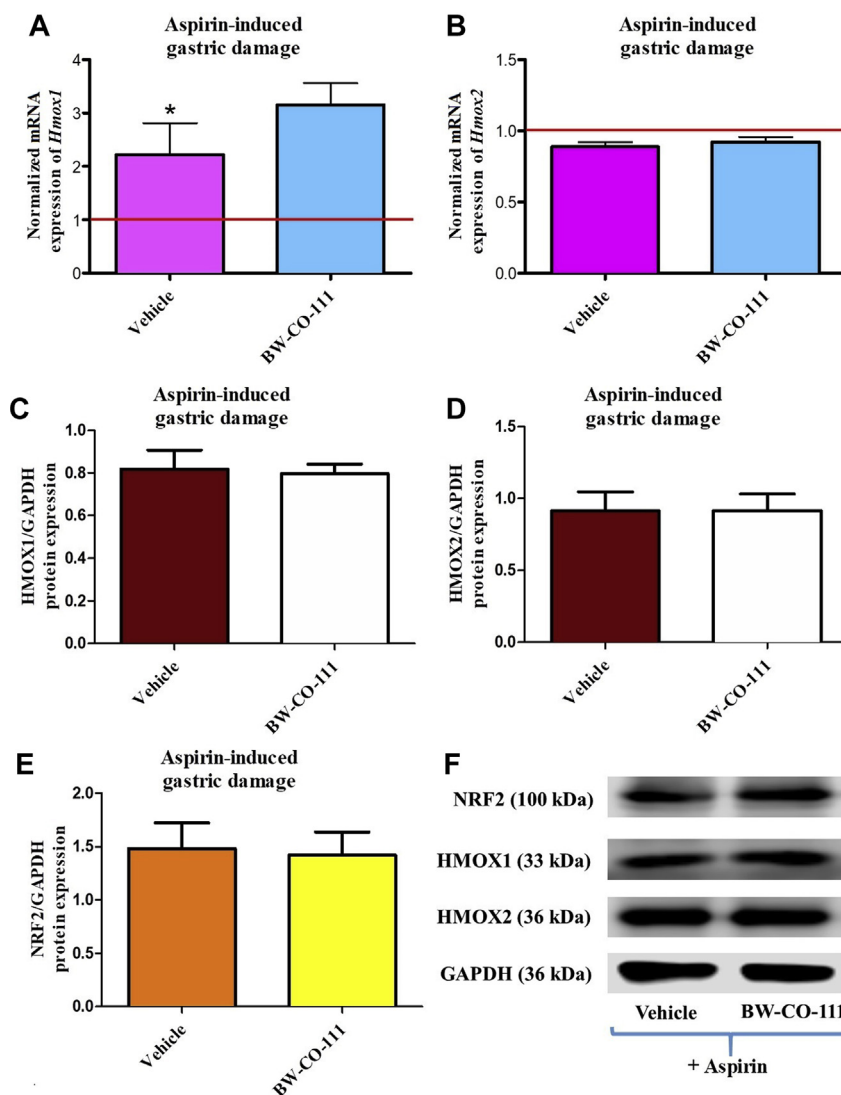 A
Aspirin-induced
gastric damage
Normalized mRNA
expression of Hmox1
4
3
2
1
0
*
Vehicle
BW-CO-111
B
Aspirin-induced
gastric damage
Normalized mRNA
expression of Hmox2
1.5
1.0
0.5
0.0
Vehicle
BW-CO-111
C
Aspirin-induced
gastric damage
HMOX1/GAPDH
protein expression
1.0
0.8
0.6
0.4
0.2
0.0
Vehicle
BW-CO-111
D
Aspirin-induced
gastric damage
HMOX2/GAPDH
protein expression
1.5
1.0
0.5
0.0
Vehicle
BW-CO-111
E
Aspirin-induced
gastric damage
NRF2/GAPDH
protein expression
2.0
1.5
1.0
0.5
0.0
Vehicle
BW-CO-111
F
NRF2 (100 kDa)
HMOX1 (33 kDa)
HMOX2 (36 kDa)
GAPDH (36 kDa)
Vehicle BW-CO-111
+ Aspirin